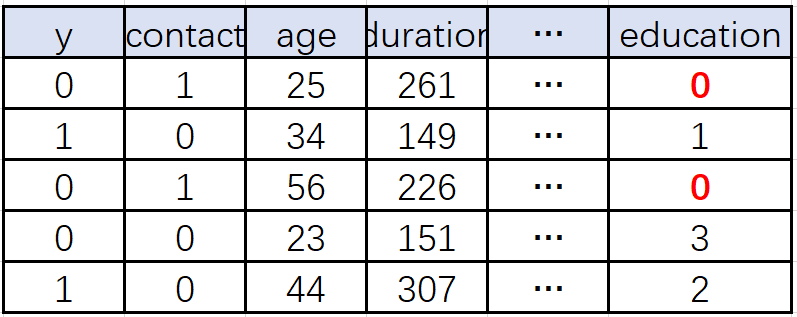 y contact age duration ... education
0 1 25 261 ... 0
1 0 34 149 ... 1
0 1 56 226 ... 0
0 0 23 151 ... 3
1 0 44 307 ... 2